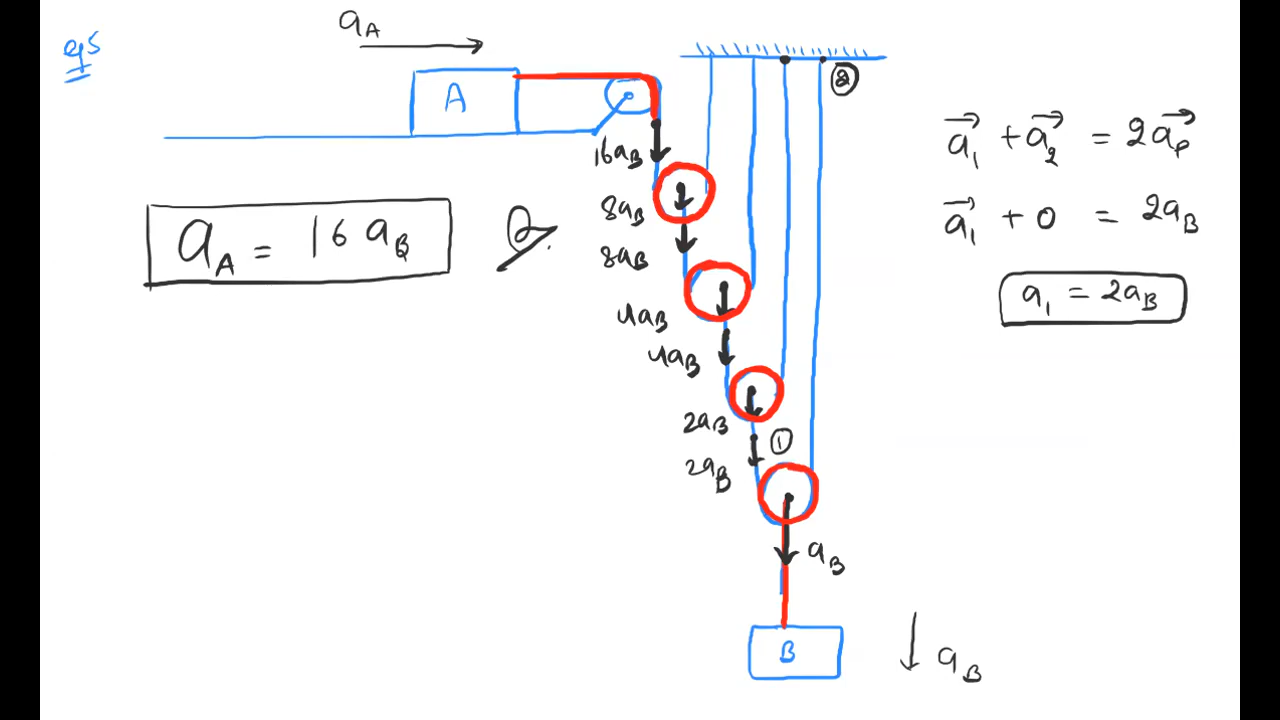 q5
a_A
A
②
16a_B
8a_B
8a_B
4a_B
4a_B
2a_B
①
2a_B
a_B
B
a_B
a_A = 16 a_B
a⃗_1 + a⃗_2 = 2a⃗_P
a⃗_1 + 0 = 2a_B
a_1 = 2a_B